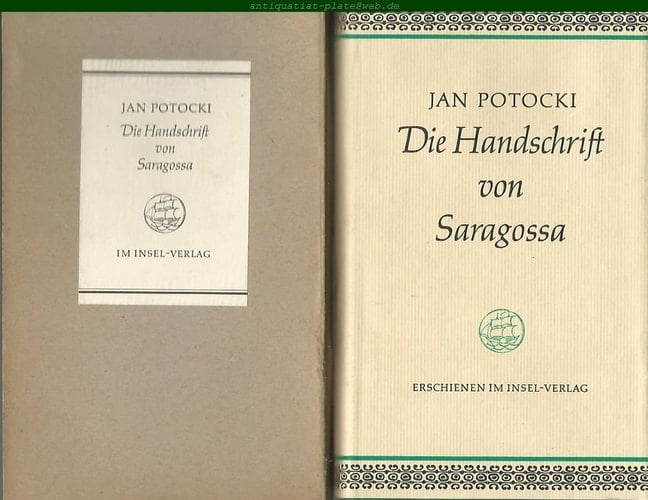 antiquatiat-plate@web.de
JAN POTOCKI
Die Handschrift
von
Saragossa
IM INSEL-VERLAG
JAN POTOCKI
Die Handschrift
von
Saragossa
ERSCHIENEN IM INSEL-VERLAG